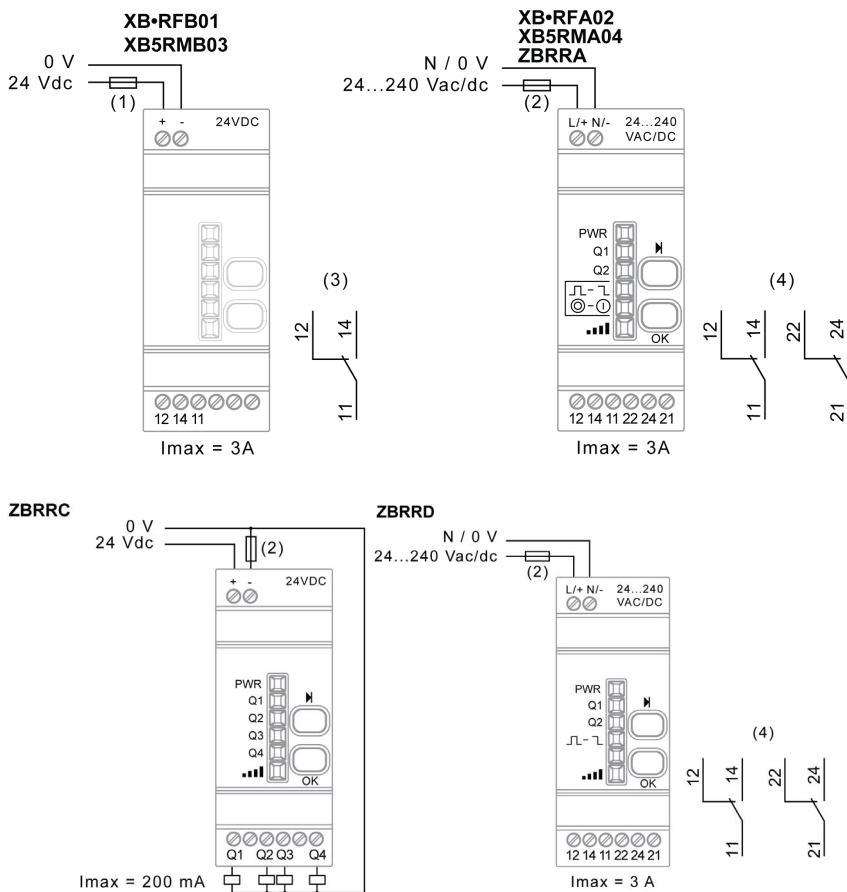 XB•RFB01
XB5RMB03
0 V
24 Vdc
(1)
+ - 24VDC
(3)
12 14
11
12 14 11
Imax = 3A
XB•RFA02
XB5RMA04
ZBRRA
N / 0 V
24...240 Vac/dc
(2)
L/+ N/- 24...240
VAC/DC
PWR
Q1
Q2
OK
(4)
12 14 22 24
11 21
12 14 11 22 24 21
Imax = 3A
ZBRRC
0 V
24 Vdc
(2)
+ - 24VDC
PWR
Q1
Q2
Q3
Q4
OK
Q1 Q2 Q3 Q4
Imax = 200 mA
ZBRRD
N / 0 V
24...240 Vac/dc
(2)
L/+ N/- 24...240
VAC/DC
PWR
Q1
Q2
OK
(4)
12 14 22 24
11 21
12 14 11 22 24 21
Imax = 3 A